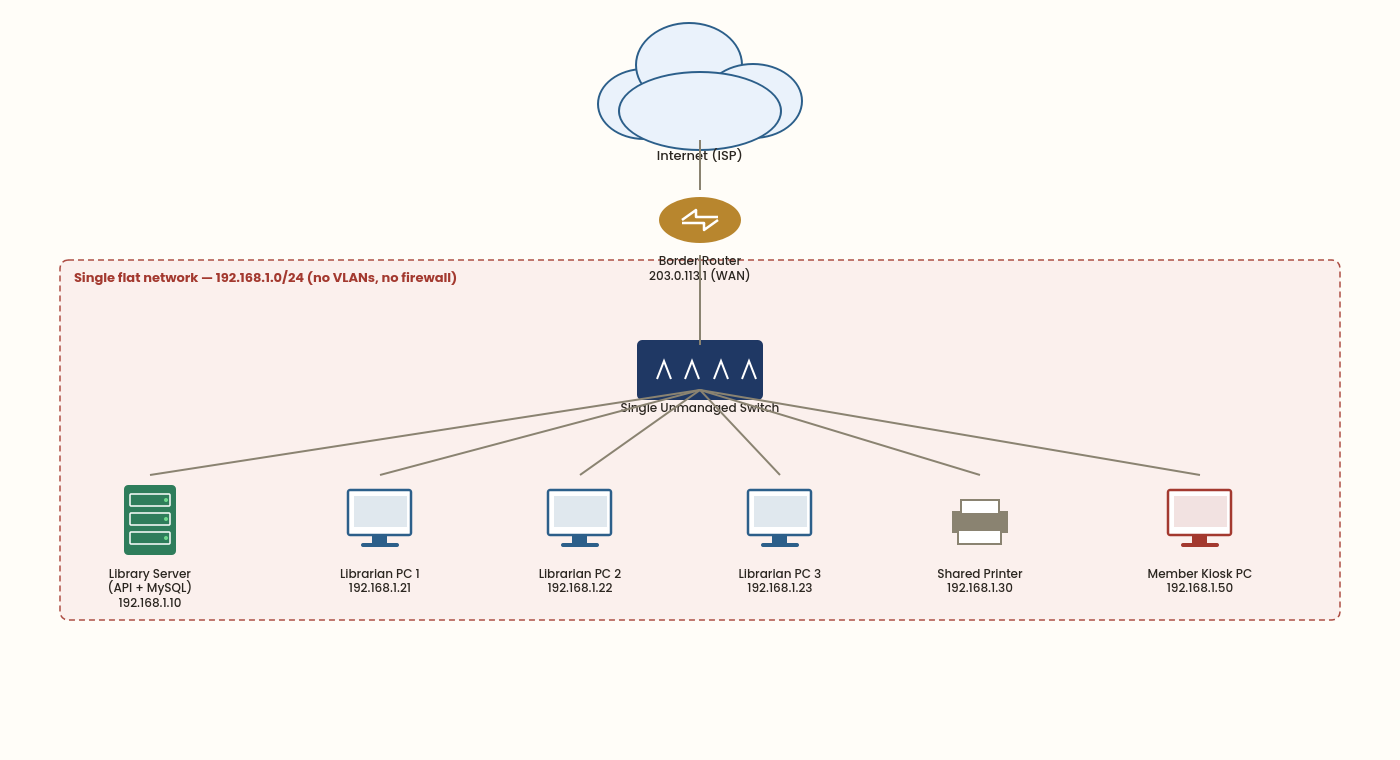 Internet (ISP)
Border Router
203.0.113.1 (WAN)
Single flat network — 192.168.1.0/24 (no VLANs, no firewall)
Single Unmanaged Switch
Library Server
(API + MySQL)
192.168.1.10
Librarian PC 1
192.168.1.21
Librarian PC 2
192.168.1.22
Librarian PC 3
192.168.1.23
Shared Printer
192.168.1.30
Member Kiosk PC
192.168.1.50